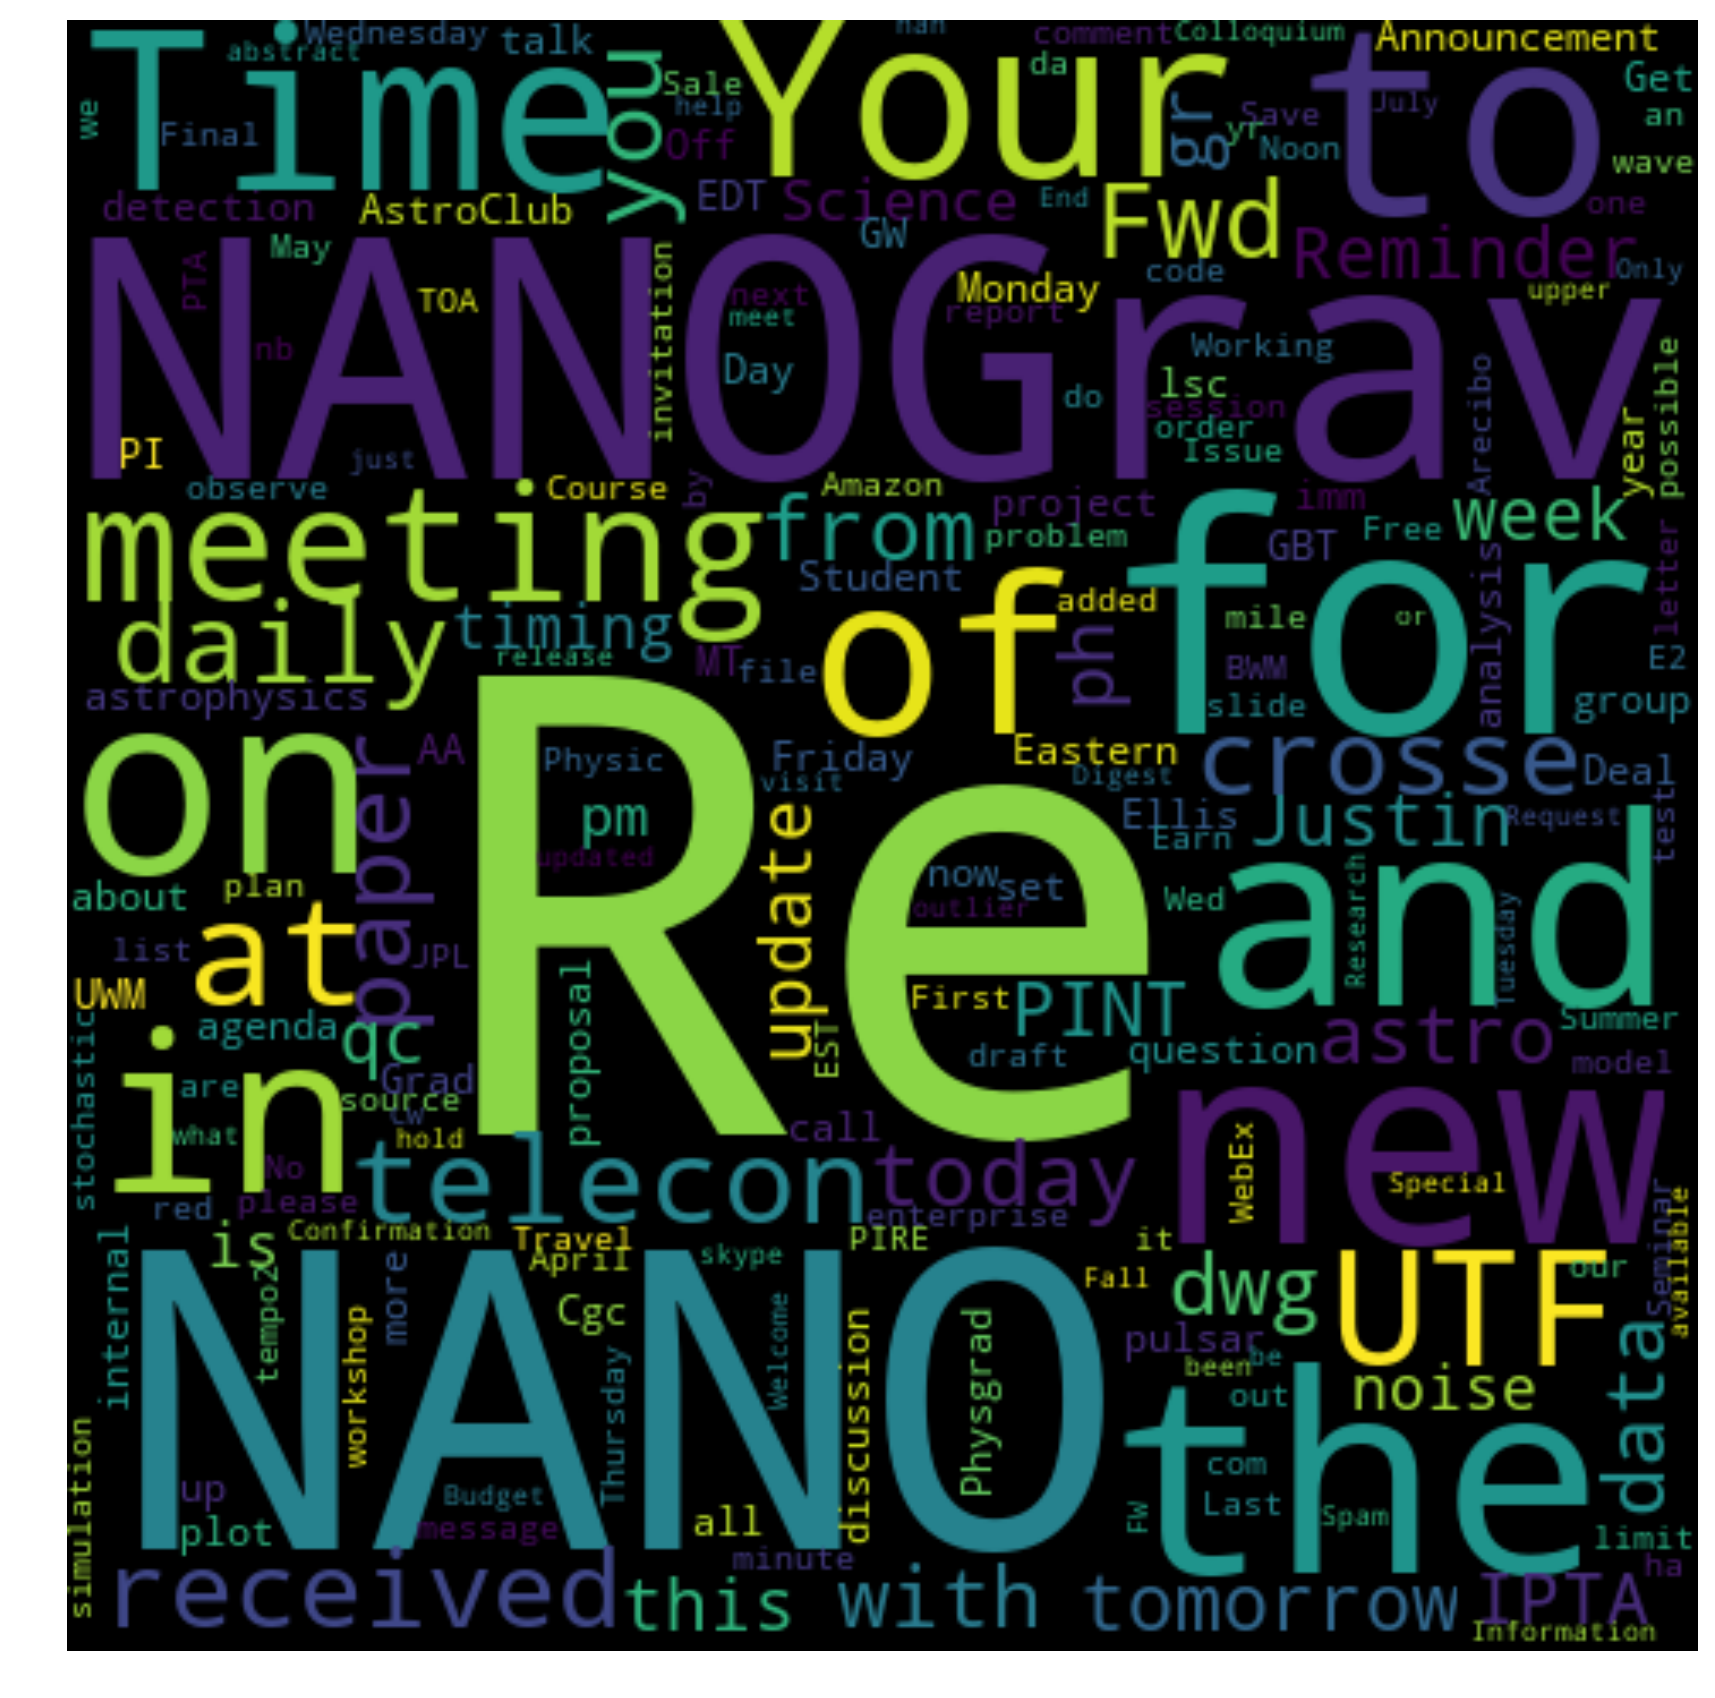 Time
Wednesday
abstract
talk
you
Your
nan
comment
Colloquium
Announcement
to
Sale
help
Off
da
gr
yr
Save
Noon
July
Get
an
wave
we
Final
detection
AstroClub
EDT
Science
End
Fwd
one
May
GW
Reminder
Only
NANOGrav
PTA
TOA
nb
invitation
next
meet
Monday
report
code
upper
Day
Working
do
lsc
session
order
Issue
Arecibo
year
possible
PI
just
observe
Course
by
Amazon
project
imm
week
meeting
from
problem
GBT
Free
for
Student
daily
timing
release
MT
file
of
added
ph
mile
or
BWM
slide
analysis
letter
E2
group
astrophysics
on
paper
AA
Physic
Friday
visit
Eastern
Digest
crosse
Deal
Re
pm
updated
update
Ellis
Earn
Justin
Request
test
about
plan
now
set
outlier
Wed
and
Research
Tuesday
list
at
JPL
UWM
proposal
First
PINT
Summer
stochastic
agenda
qc
EST
draft
question
astro
model
in
are
Grad
source
cw
what
hold
call
new
No
please
telecon
today
WebEx
Special
red
enterprise
Seminar
available
internal
is
Confirmation
Travel
April
skype
PIRE
it
NANO
tempo2
more
Cgc
Welcome
Fall
dwg
UTF
our
workshop
Thursday
discussion
Physgrad
pulsar
been
be
noise
data
out
the
simulation
up
plot
Budget
message
all
minute
com
Last
FW
Spam
limit
ha
received
this
with
tomorrow
IPTA
Information